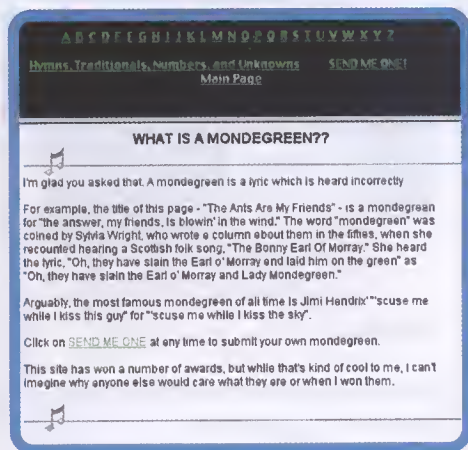 A B C D E F G H I J K L M N O P Q R S T U V W X Y Z
Hymns, Traditionals, Numbers, and Unknowns SEND ME ONE!
Main Page
WHAT IS A MONDEGREEN??
I'm glad you asked that. A mondegreen is a lyric which is heard incorrectly
For example, the title of this page - "The Ants Are My Friends" - is a mondegreen
for "the answer, my friends, is blowin' in the wind." The word "mondegreen" was
coined by Sylvia Wright, who wrote a column about them in the fifties, when she
recounted hearing a Scottish folk song, "The Bonny Earl Of Morray." She heard
the lyric, "Oh, they have slain the Earl o' Morray and laid him on the green" as
"Oh, they have slain the Earl o' Morray and Lady Mondegreen."
Arguably, the most famous mondegreen of all time is Jimi Hendrix' "'scuse me
while I kiss this guy" for "'scuse me while I kiss the sky".
Click on SEND ME ONE at any time to submit your own mondegreen.
This site has won a number of awards, but while that's kind of cool to me, I can't
imagine why anyone else would care what they are or when I won them.